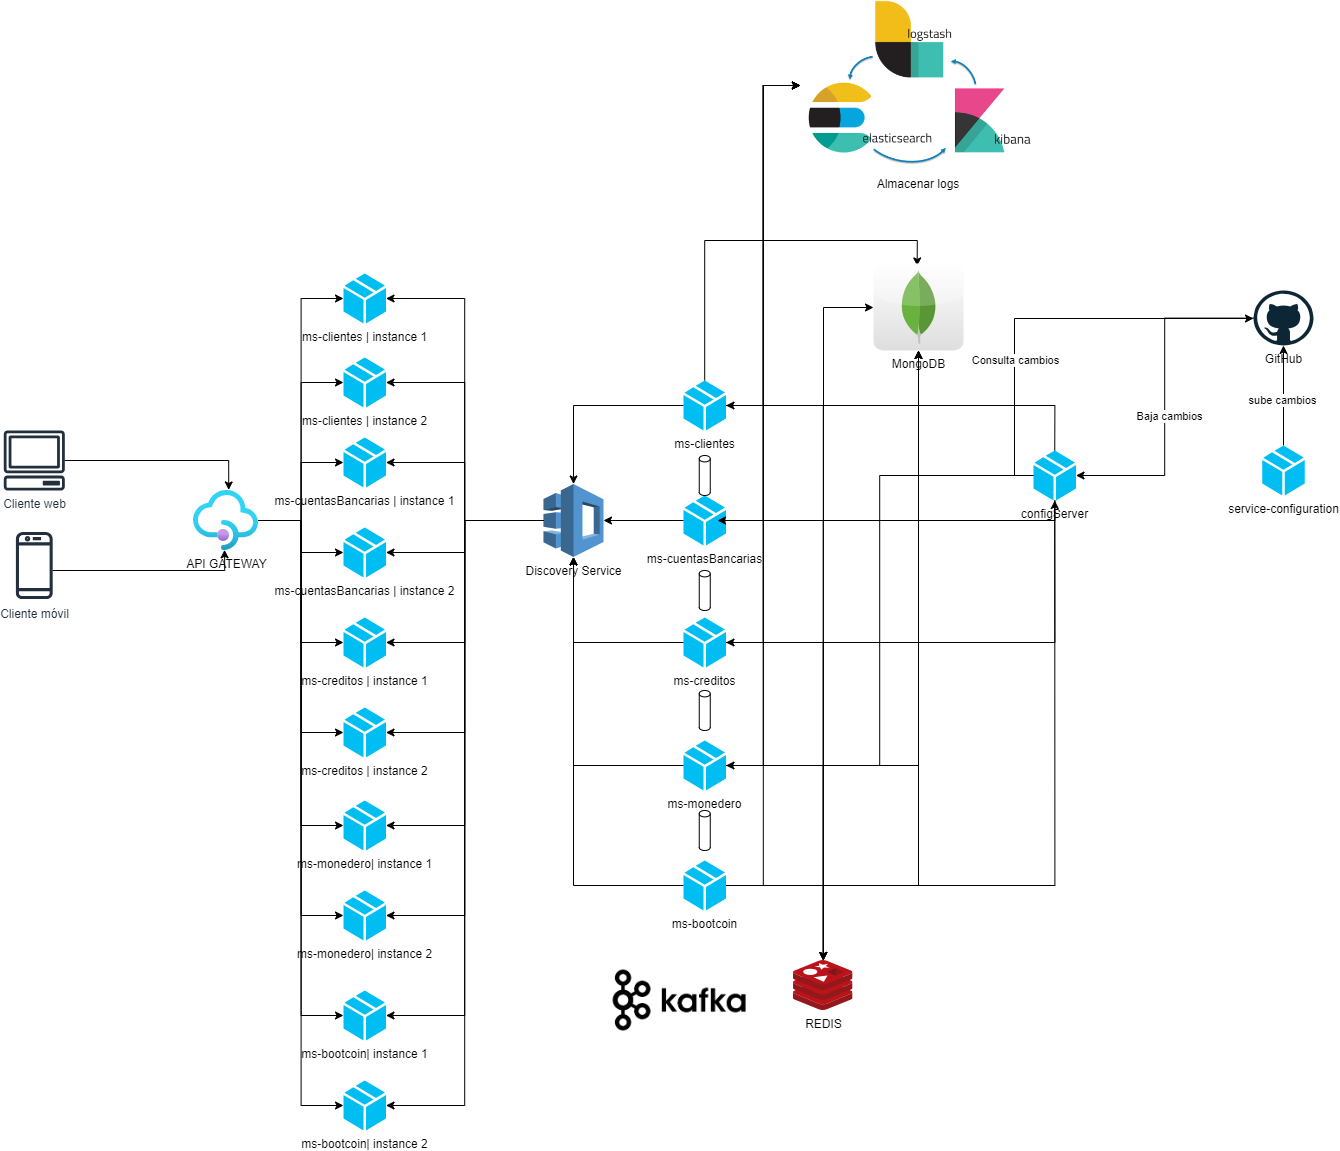 logstash
elasticsearch
kibana
Almacenar logs
ms-clientes | instance 1
ms-clientes | instance 2
ms-cuentasBancarias | instance 1
ms-cuentasBancarias | instance 2
ms-creditos | instance 1
ms-creditos | instance 2
ms-monedero| instance 1
ms-monedero| instance 2
ms-bootcoin| instance 1
ms-bootcoin| instance 2
Cliente web
Cliente móvil
API GATEWAY
Discovery Service
ms-clientes
ms-cuentasBancarias
ms-creditos
ms-monedero
ms-bootcoin
MongoDB
Consulta cambios
Baja cambios
GitHub
sube cambios
configServer
service-configuration
kafka
REDIS